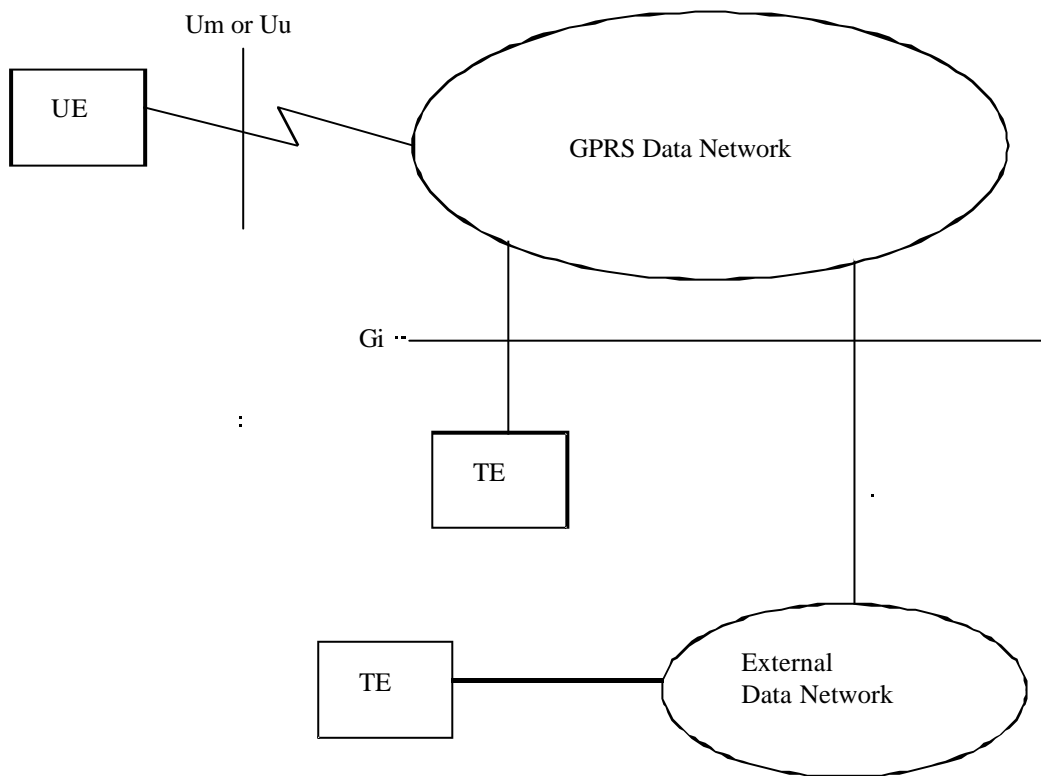 Um or Uu
UE
GPRS Data Network
Gi
TE
TE
External
Data Network